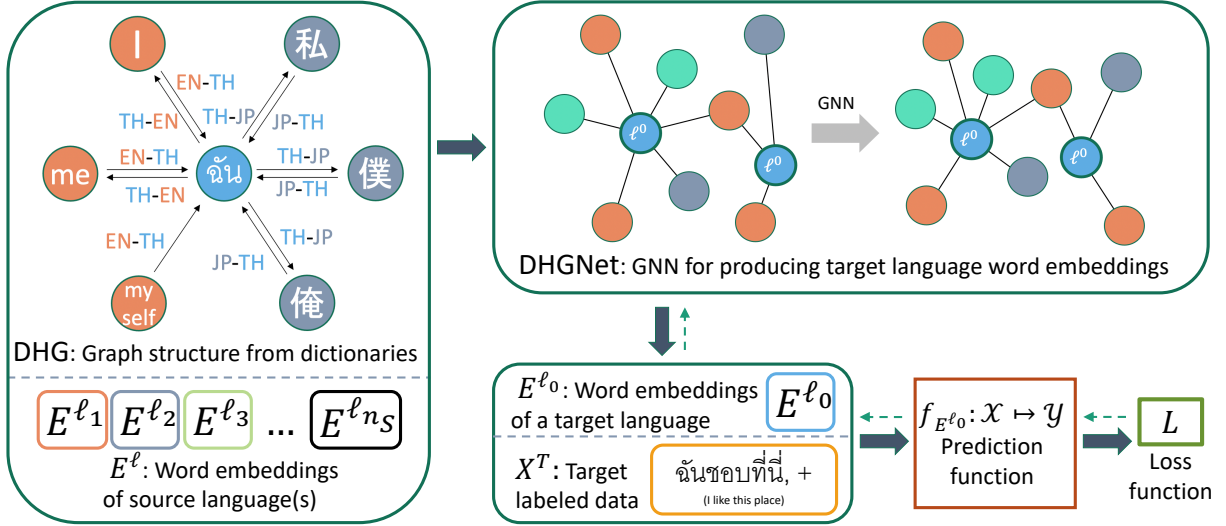 I
私
EN-TH
TH-JP
TH-EN
JP-TH
me
EN-TH
TH-EN
ฉัน
TH-JP
JP-TH
僕
EN-TH
TH-JP
JP-TH
my
self
俺
DHG: Graph structure from dictionaries
E^ℓ1 E^ℓ2 E^ℓ3 ... E^ℓnS
E^ℓ: Word embeddings
of source language(s)
ℓ⁰
ℓ⁰
GNN
ℓ⁰
ℓ⁰
DHGNet: GNN for producing target language word embeddings
E^ℓ0: Word embeddings
of a target language
E^ℓ0
X^T: Target
labeled data
ฉันชอบที่นี่, +
(I like this place)
f_E^ℓ0: 𝒳 ↦ 𝒴
Prediction
function
L
Loss
function